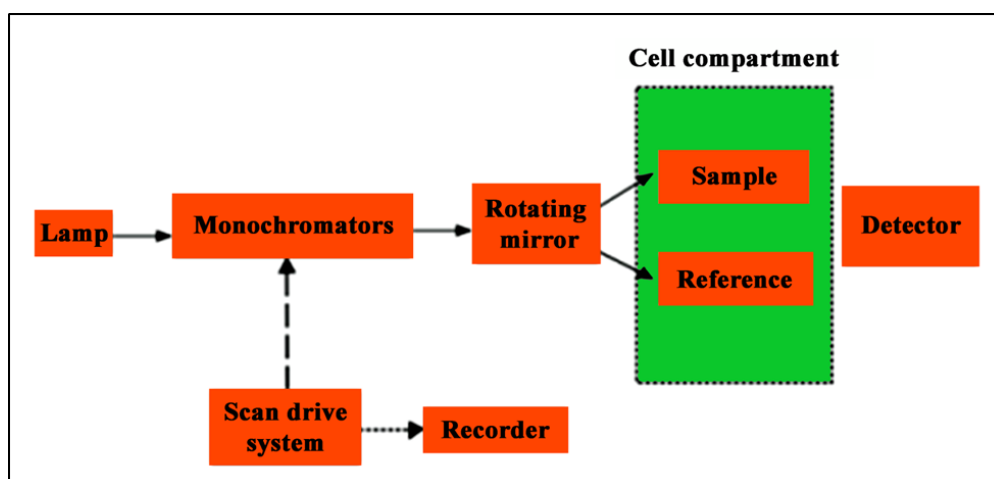 Cell compartment
Sample
Rotating
mirror
Monochromators
Lamp
Detector
Reference
Scan drive
system
Recorder